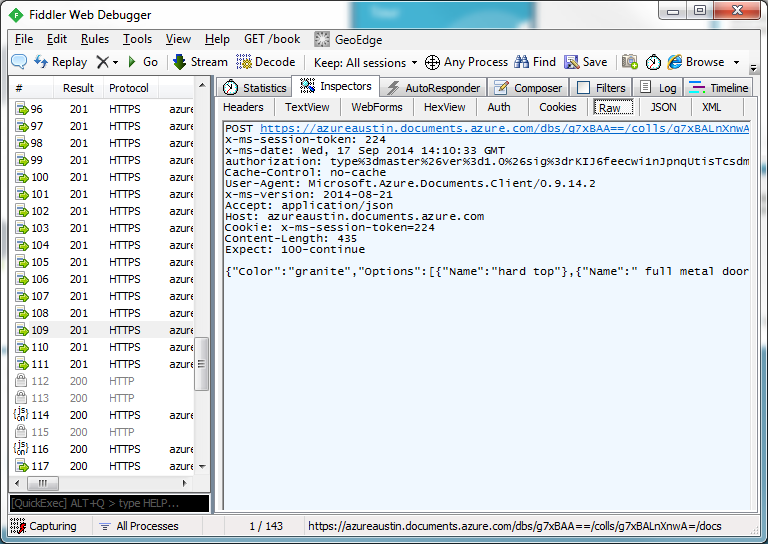 Fiddler Web Debugger
File Edit Rules Tools View Help GET /book GeoEdge
Replay Go Stream Decode Keep: All sessions Any Process Find Save Browse
# Result Protocol
96 201 HTTPS azure
97 201 HTTPS azure
98 201 HTTPS azure
99 201 HTTPS azure
100 201 HTTPS azure
101 201 HTTPS azure
102 201 HTTPS azure
103 201 HTTPS azure
104 201 HTTPS azure
105 201 HTTPS azure
106 201 HTTPS azure
107 201 HTTPS azure
108 201 HTTPS azure
109 201 HTTPS azure
110 201 HTTPS azure
111 201 HTTPS azure
112 200 HTTP
113 200 HTTP
114 200 HTTPS azure
115 200 HTTP
116 200 HTTPS azure
117 200 HTTPS azure
[QuickExec] ALT+Q > type HELP...
Statistics Inspectors AutoResponder Composer Filters Log Timeline
Headers TextView WebForms HexView Auth Cookies Raw JSON XML
POST https://azureaustin.documents.azure.com/dbs/g7xBAA==/colls/g7xBALnXnwA
x-ms-session-token: 224
x-ms-date: Wed, 17 Sep 2014 14:10:33 GMT
authorization: type%3dmaster%26ver%3d1.0%26sig%3drKIJ6feecwi1nJpnqUtisTcsdm
Cache-Control: no-cache
User-Agent: Microsoft.Azure.Documents.Client/0.9.14.2
x-ms-version: 2014-08-21
Accept: application/json
Host: azureaustin.documents.azure.com
Cookie: x-ms-session-token=224
Content-Length: 435
Expect: 100-continue
{"Color":"granite","Options":[{"Name":"hard top"},{"Name":" full metal door
Capturing All Processes 1 / 143 https://azureaustin.documents.azure.com/dbs/g7xBAA==/colls/g7xBALnXnwA=/docs